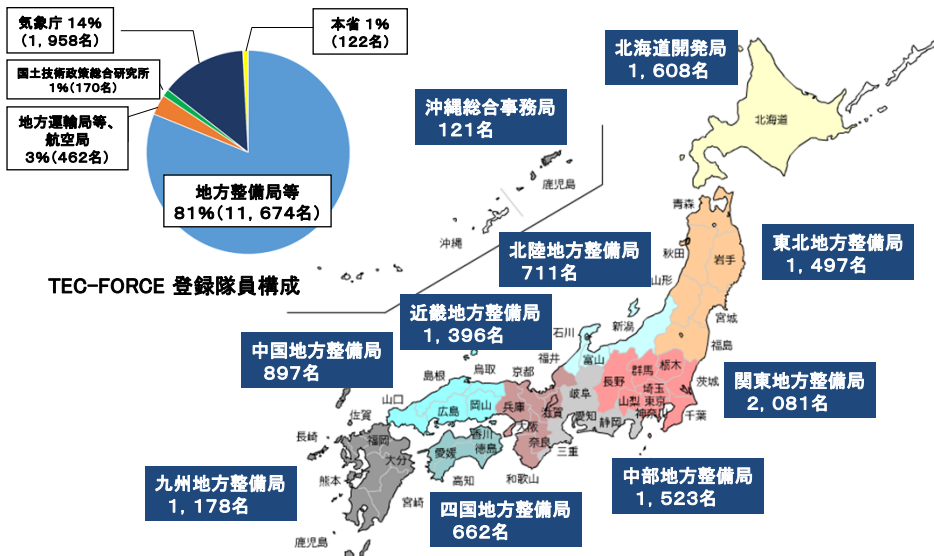 気象庁 14%
(1,958名)
本省 1%
(122名)
国土技術政策総合研究所
1%(170名)
地方運輸局等、
航空局
3%(462名)
地方整備局等
81%(11,674名)
TEC-FORCE 登録隊員構成
北海道開発局
1,608名
沖縄総合事務局
121名
北陸地方整備局
711名
東北地方整備局
1,497名
近畿地方整備局
1,396名
中国地方整備局
897名
関東地方整備局
2,081名
九州地方整備局
1,178名
四国地方整備局
662名
中部地方整備局
1,523名
北海道
鹿児島
沖縄
青森
秋田
岩手
山形
宮城
福島
新潟
石川
富山
福井
群馬
栃木
茨城
長野
埼玉
山梨
東京
神奈川
千葉
岐阜
愛知
静岡
三重
滋賀
京都
兵庫
大阪
奈良
和歌山
鳥取
島根
岡山
広島
山口
香川
徳島
愛媛
高知
佐賀
福岡
長崎
大分
熊本
宮崎
鹿児島